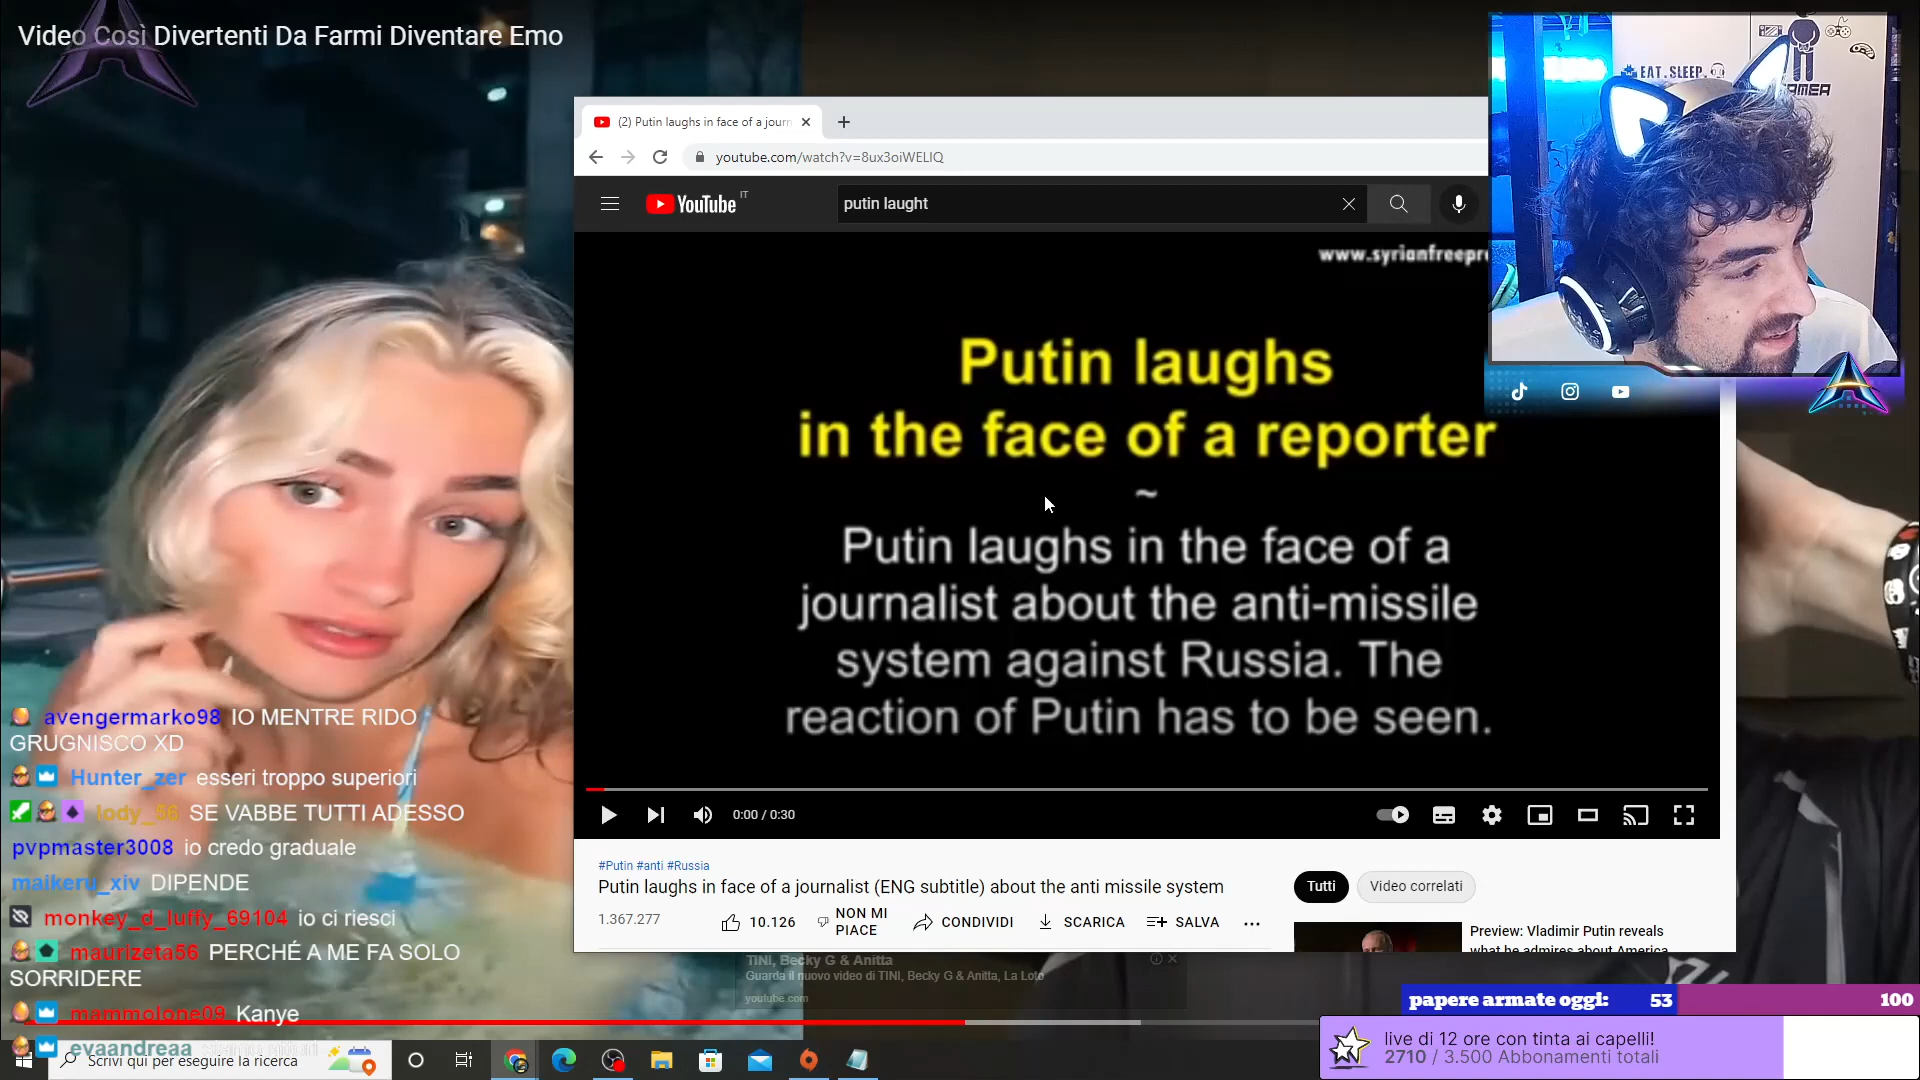 Video Così Divertenti Da Farmi Diventare Emo
EAT.SLEEP.
GAMER
(2) Putin laughs in face of a journ
youtube.com/watch?v=8ux3oiWELIQ
YouTube IT
putin laught
Putin laughs
in the face of a reporter
~
Putin laughs in the face of a
journalist about the anti-missile
system against Russia. The
reaction of Putin has to be seen.
0:00 / 0:30
#Putin #anti #Russia
Putin laughs in face of a journalist (ENG subtitle) about the anti missile system
1.367.277
10.126
NON MI
PIACE
CONDIVIDI
SCARICA
SALVA
Tutti
Video correlati
Preview: Vladimir Putin reveals
what he admires about America
TINI, Becky G & Anitta
Guarda il nuovo video di TINI, Becky G & Anitta, La Loto
youtube.com
avengermarko98 IO MENTRE RIDO
GRUGNISCO XD
Hunter_zer esseri troppo superiori
lody_56 SE VABBE TUTTI ADESSO
pvpmaster3008 io credo graduale
maikeru_xiv DIPENDE
monkey_d_luffy_69104 io ci riesci
maurizeta56 PERCHÉ A ME FA SOLO
SORRIDERE
mammolone09 Kanye
evaandreaa
Scrivi qui per eseguire la ricerca
papere armate oggi: 53 100
live di 12 ore con tinta ai capelli!
2710 / 3.500 Abbonamenti totali